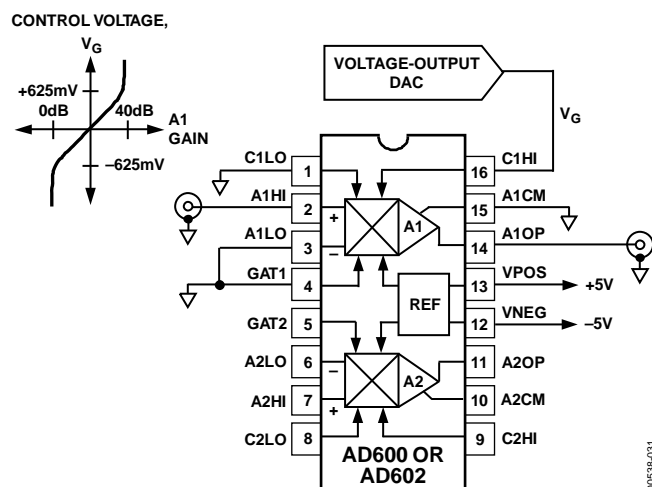 CONTROL VOLTAGE,
VG
+625mV
0dB
40dB
A1
GAIN
−625mV
VOLTAGE-OUTPUT
DAC
VG
C1LO
1
16
C1HI
A1HI
2
+
A1
15
A1CM
A1LO
3
−
14
A1OP
GAT1
4
REF
13
VPOS
+5V
GAT2
5
12
VNEG
−5V
A2LO
6
−
A2
11
A2OP
A2HI
7
+
10
A2CM
C2LO
8
9
C2HI
AD600 OR
AD602
00538-031